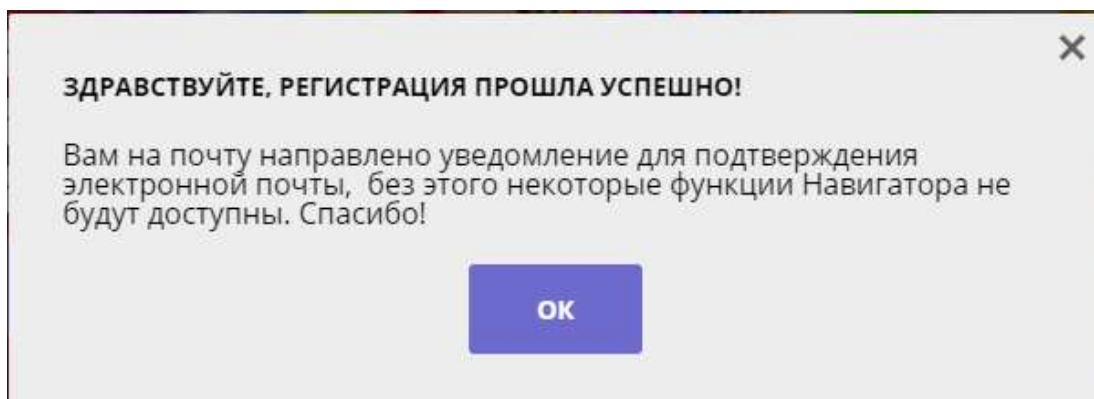 ЗДРАВСТВУЙТЕ, РЕГИСТРАЦИЯ ПРОШЛА УСПЕШНО!
Вам на почту направлено уведомление для подтверждения
электронной почты,  без этого некоторые функции Навигатора не
будут доступны. Спасибо!
ОК